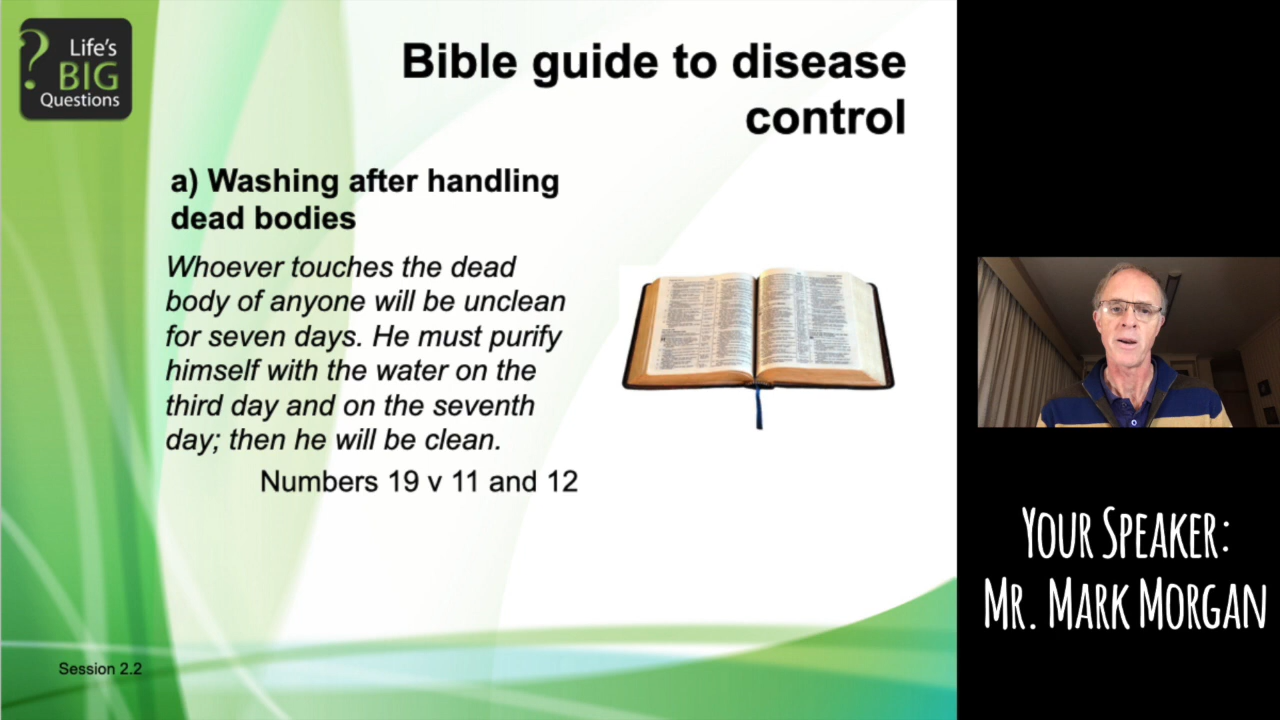 Life's
BIG
Questions
Bible guide to disease
control
a) Washing after handling
dead bodies
Whoever touches the dead
body of anyone will be unclean
for seven days. He must purify
himself with the water on the
third day and on the seventh
day; then he will be clean.
Numbers 19 v 11 and 12
Session 2.2
Your Speaker:
Mr. Mark Morgan